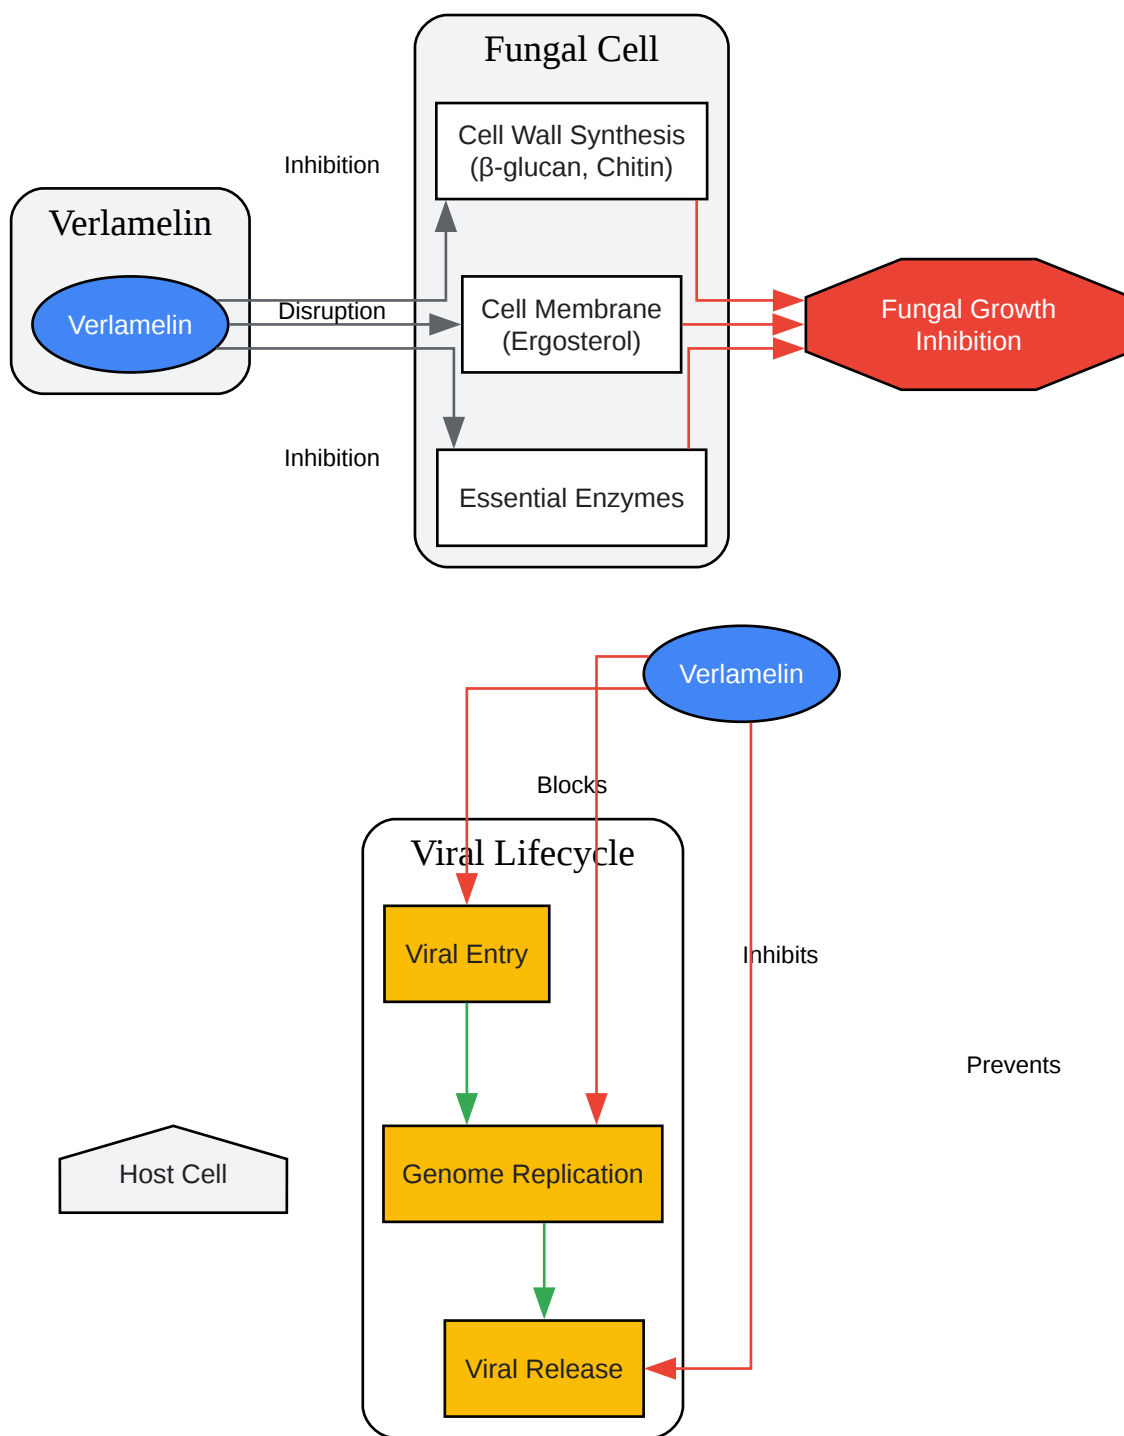 Fungal Cell
Cell Wall Synthesis
(β-glucan, Chitin)
Inhibition
Verlamelin
Verlamelin
Disruption
Cell Membrane
(Ergosterol)
Fungal Growth
Inhibition
Inhibition
Essential Enzymes
Verlamelin
Blocks
Viral Lifecycle
Viral Entry
Inhibits
Prevents
Host Cell
Genome Replication
Viral Release